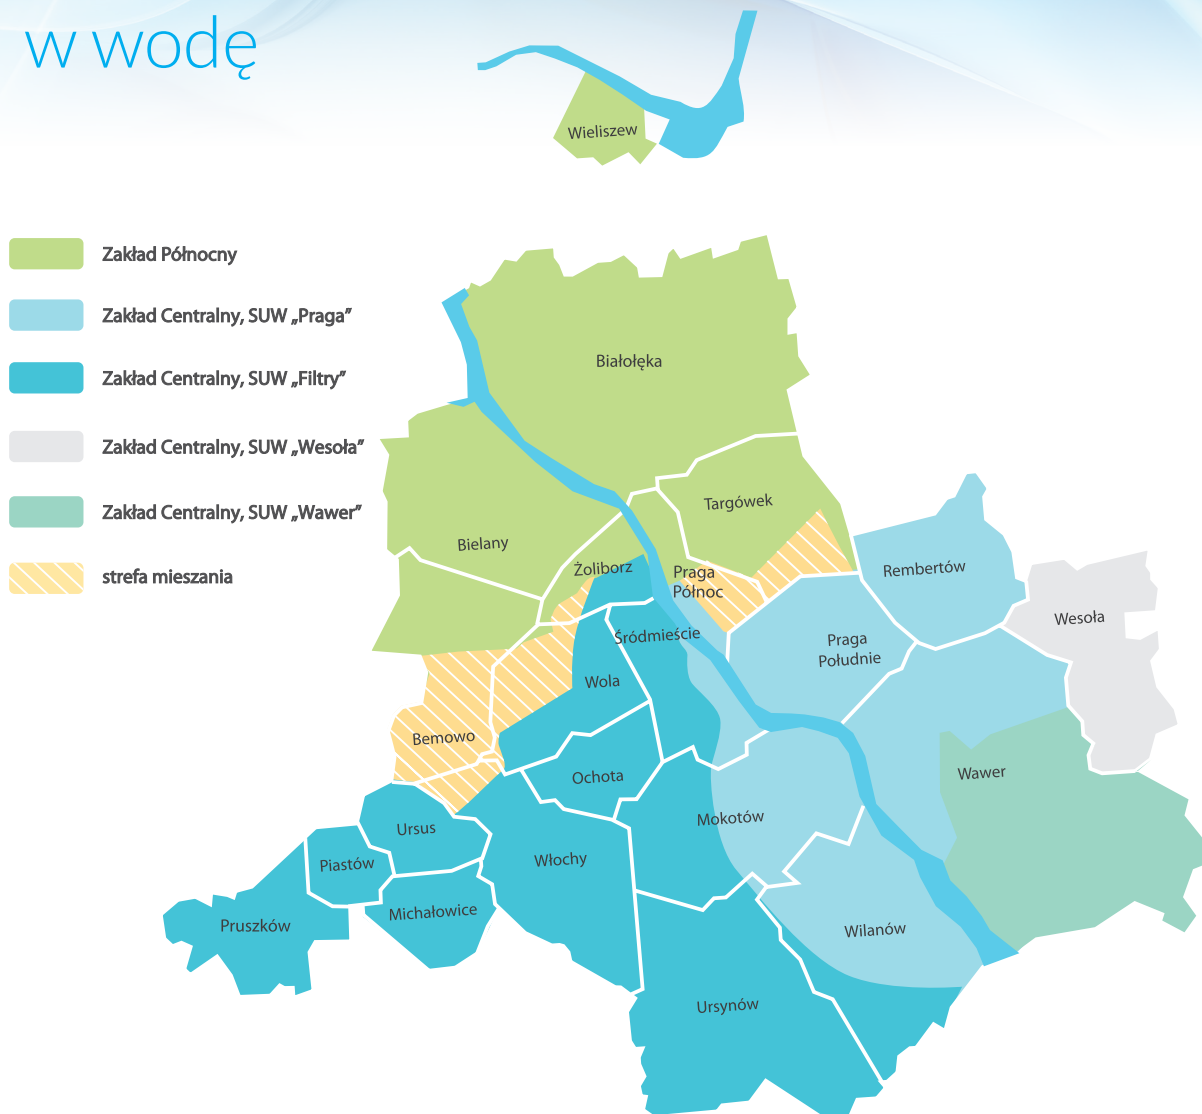 w wodę
Wieliszew
Zakład Północny
Zakład Centralny, SUW „Praga”
Zakład Centralny, SUW „Filtry”
Zakład Centralny, SUW „Wesoła”
Zakład Centralny, SUW „Wawer”
strefa mieszania
Białołęka
Targówek
Bielany
Żoliborz
Praga
Północ
Rembertów
Wesoła
Śródmieście
Praga
Południe
Wola
Bemowo
Ochota
Wawer
Mokotów
Ursus
Piastów
Włochy
Michałowice
Pruszków
Wilanów
Ursynów